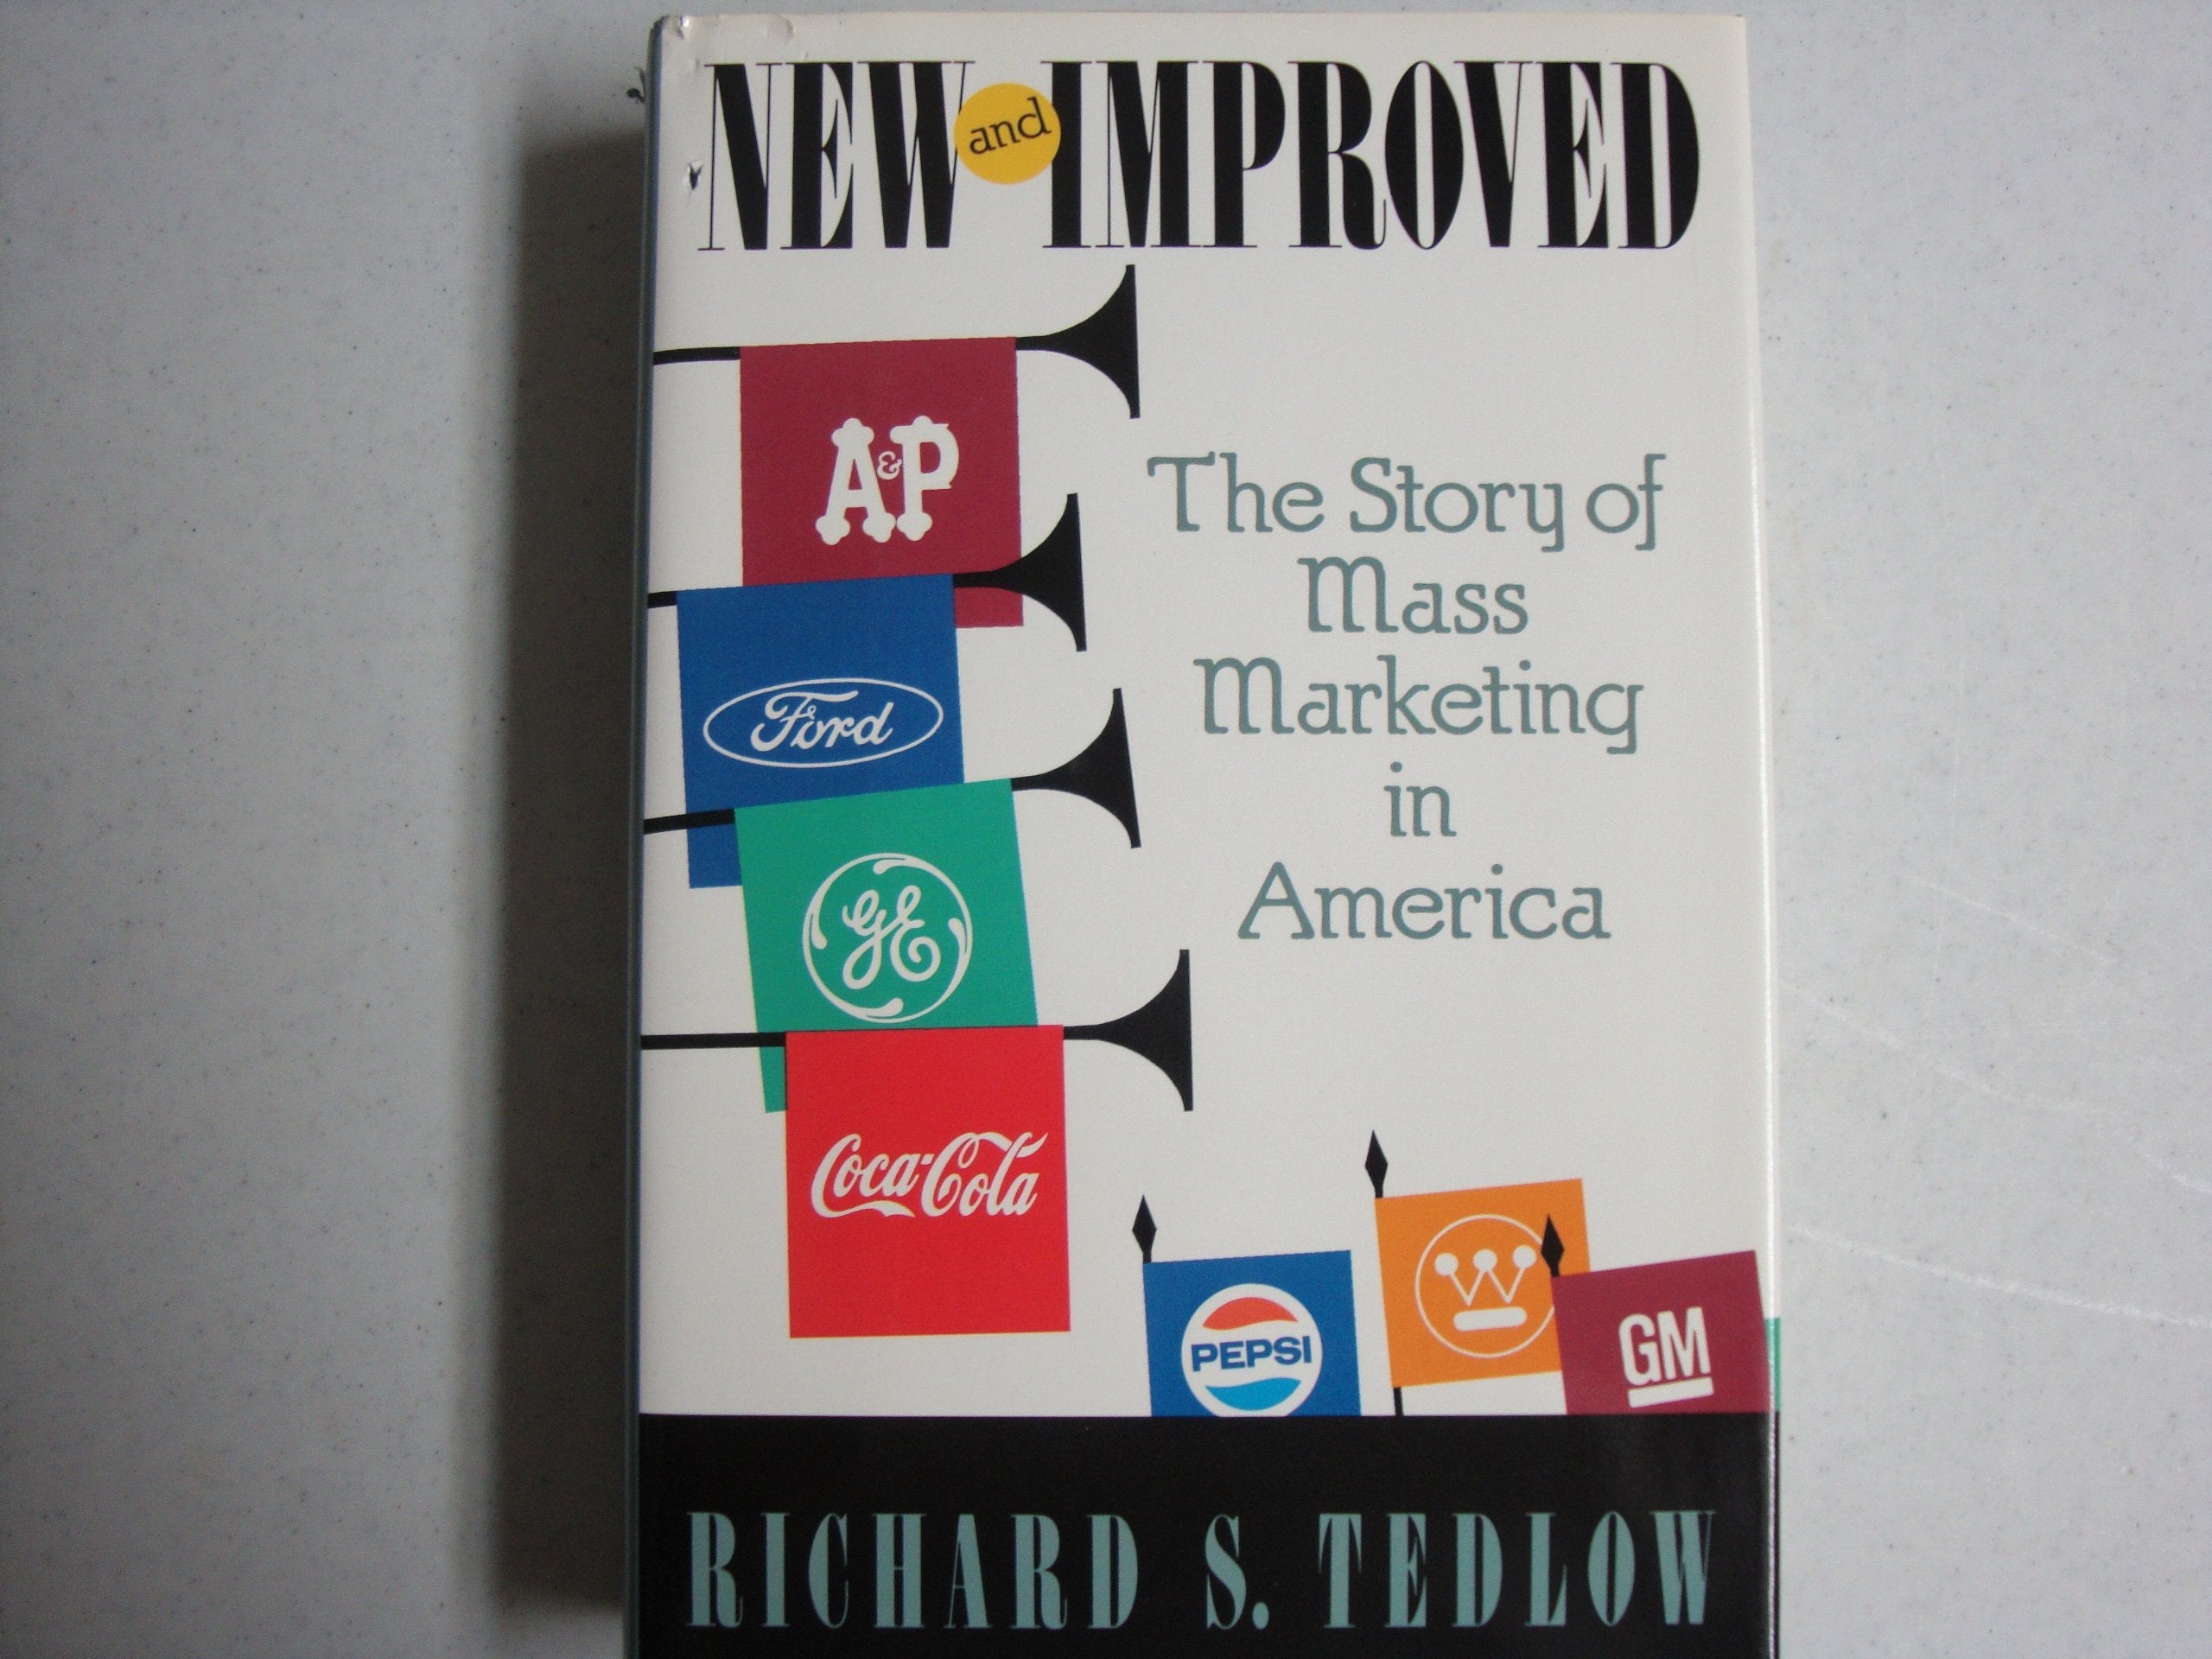 NEW and IMPROVED
A&P
The Story of
Mass
Marketing
in
America
Ford
GE
Coca-Cola
PEPSI
W
GM
RICHARD S. TEDLOW